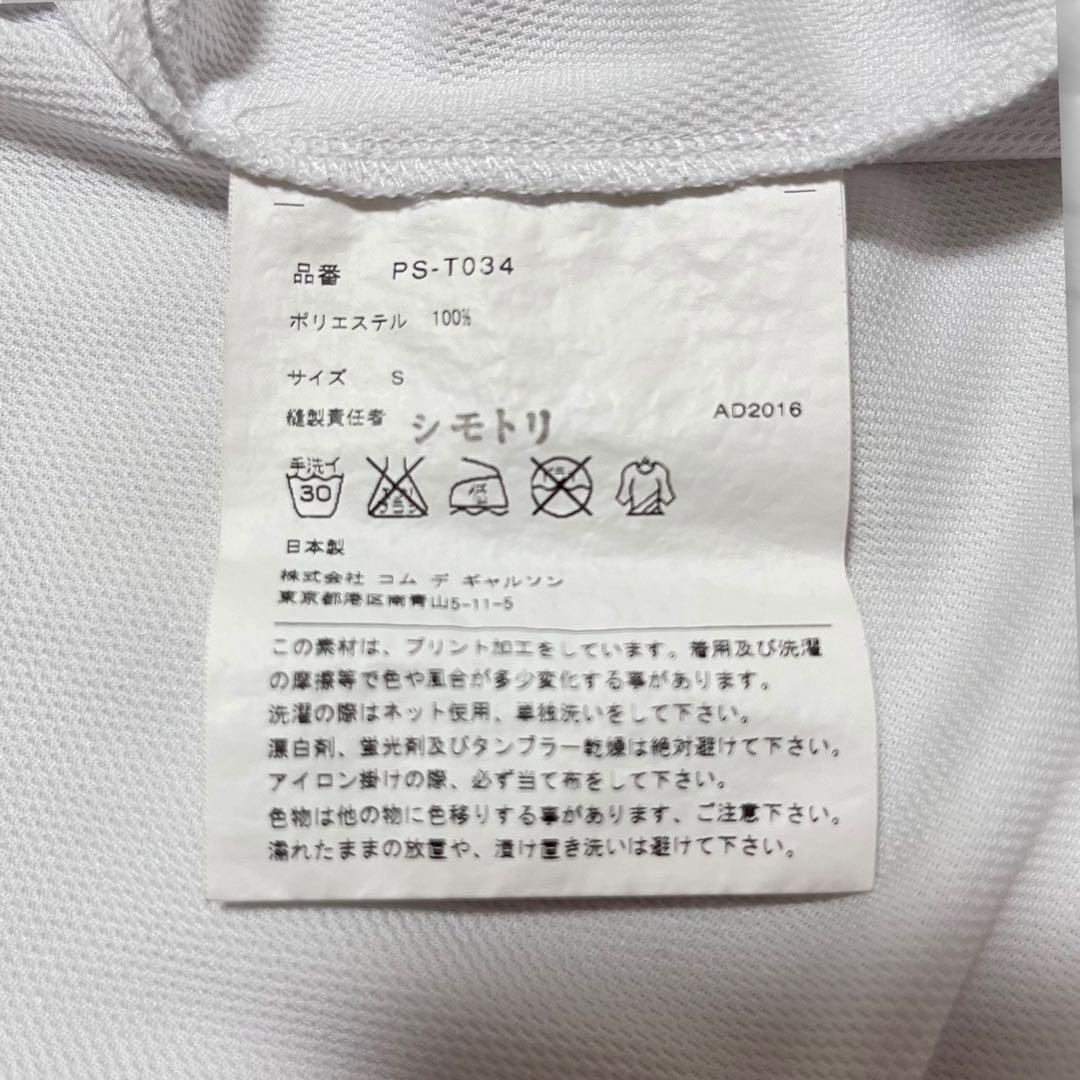 品番 PS-T034
ポリエステル 100%
サイズ S
縫製責任者 シモトリ AD2016
手洗イ
30
エンソ
フラシ
低
ドライ
日本製
株式会社 コム デ ギャルソン
東京都港区南青山5-11-5
この素材は、プリント加工をしています。着用及び洗濯
の摩擦等で色や風合が多少変化する事があります。
洗濯の際はネット使用、単独洗いをして下さい。
漂白剤、蛍光剤及びタンブラー乾燥は絶対避けて下さい。
アイロン掛けの際、必ず当て布をして下さい。
色物は他の物に色移りする事があります、ご注意下さい。
濡れたままの放置や、漬け置き洗いは避けて下さい。